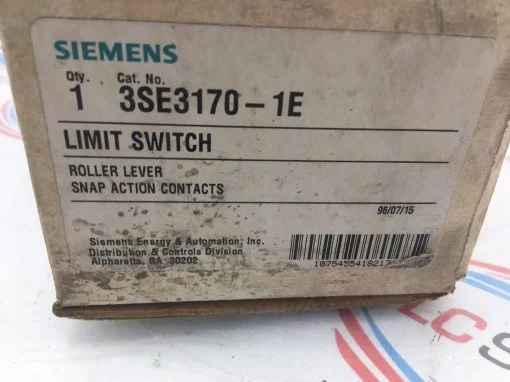 SIEMENS
Qty. Cat. No.
1 3SE3170-1E
LIMIT SWITCH
ROLLER LEVER
SNAP ACTION CONTACTS
96/07/15
Siemens Energy & Automation, Inc.
Distribution & Controls Division
Alpharetta, GA 30202
LC